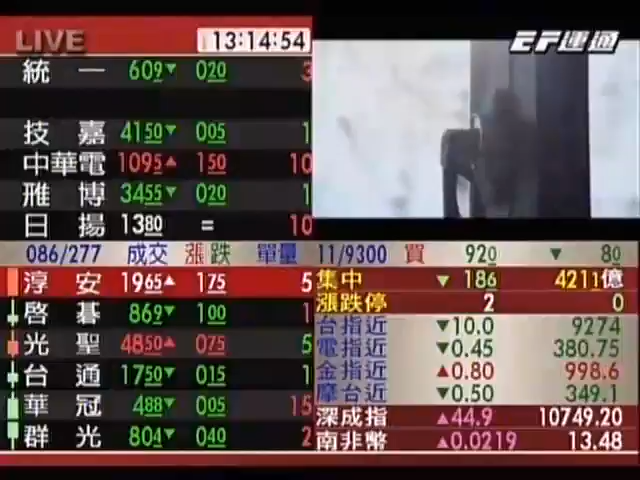 LIVE 13:14:54 EF運通
統一 609▼ 020 3
技嘉 4150▼ 005 1
中華電 1095▲ 150 10
雃博 3455▼ 020 1
日揚 1380 = 10
086/277 成交 漲跌 單量 11/9300 買 920 ▼ 80
淳安 1965▲ 175 5 集中 ▼ 186 4211億
漲跌停 2 0
啓碁 869▼ 100 1 台指近 ▼10.0 9274
光聖 4850▲ 075 5 電指近 ▼0.45 380.75
台通 1750▼ 015 1 金指近 ▲0.80 998.6
華冠 488▼ 005 15 摩台近 ▼0.50 349.1
群光 804▼ 040 2 深成指 ▲44.9 10749.20
南非幣 ▲0.0219 13.48